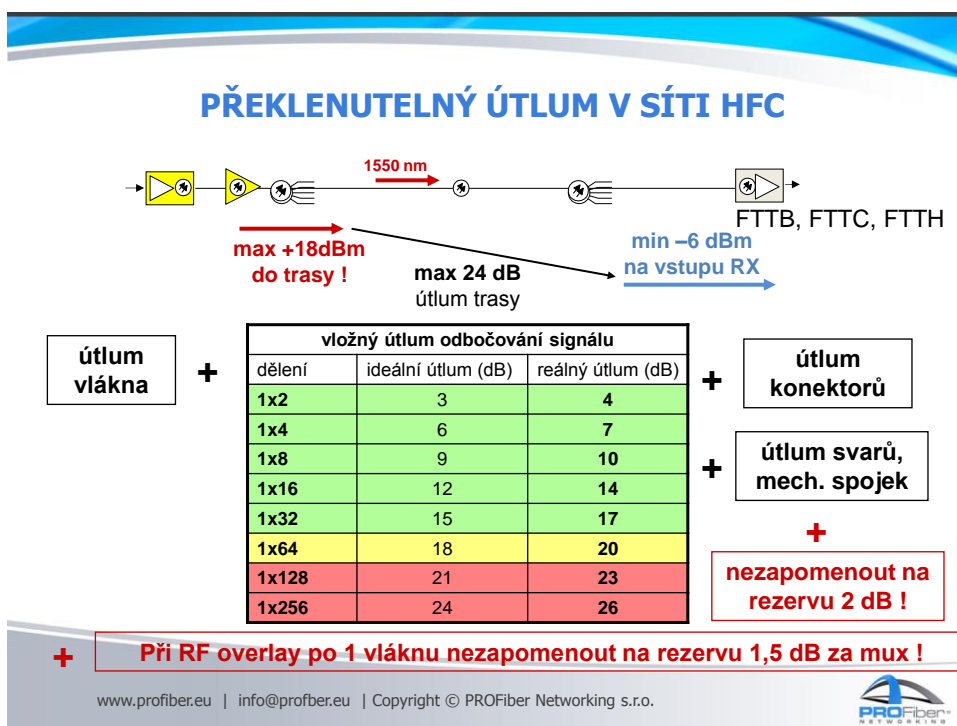 PŘEKLENUTELNÝ ÚTLUM V SÍTI HFC
1550 nm
FTTB, FTTC, FTTH
max +18dBm
do trasy !
max 24 dB
útlum trasy
min –6 dBm
na vstupu RX
útlum
vlákna
+
vložný útlum odbočování signálu
dělení ideální útlum (dB) reálný útlum (dB)
1x2 3 4
1x4 6 7
1x8 9 10
1x16 12 14
1x32 15 17
1x64 18 20
1x128 21 23
1x256 24 26
+
útlum
konektorů
+
útlum svarů,
mech. spojek
+
nezapomenout na
rezervu 2 dB !
+
Při RF overlay po 1 vláknu nezapomenout na rezervu 1,5 dB za mux !
www.profiber.eu | info@profber.eu | Copyright © PROFiber Networking s.r.o.
PROFiber
NETWORKING